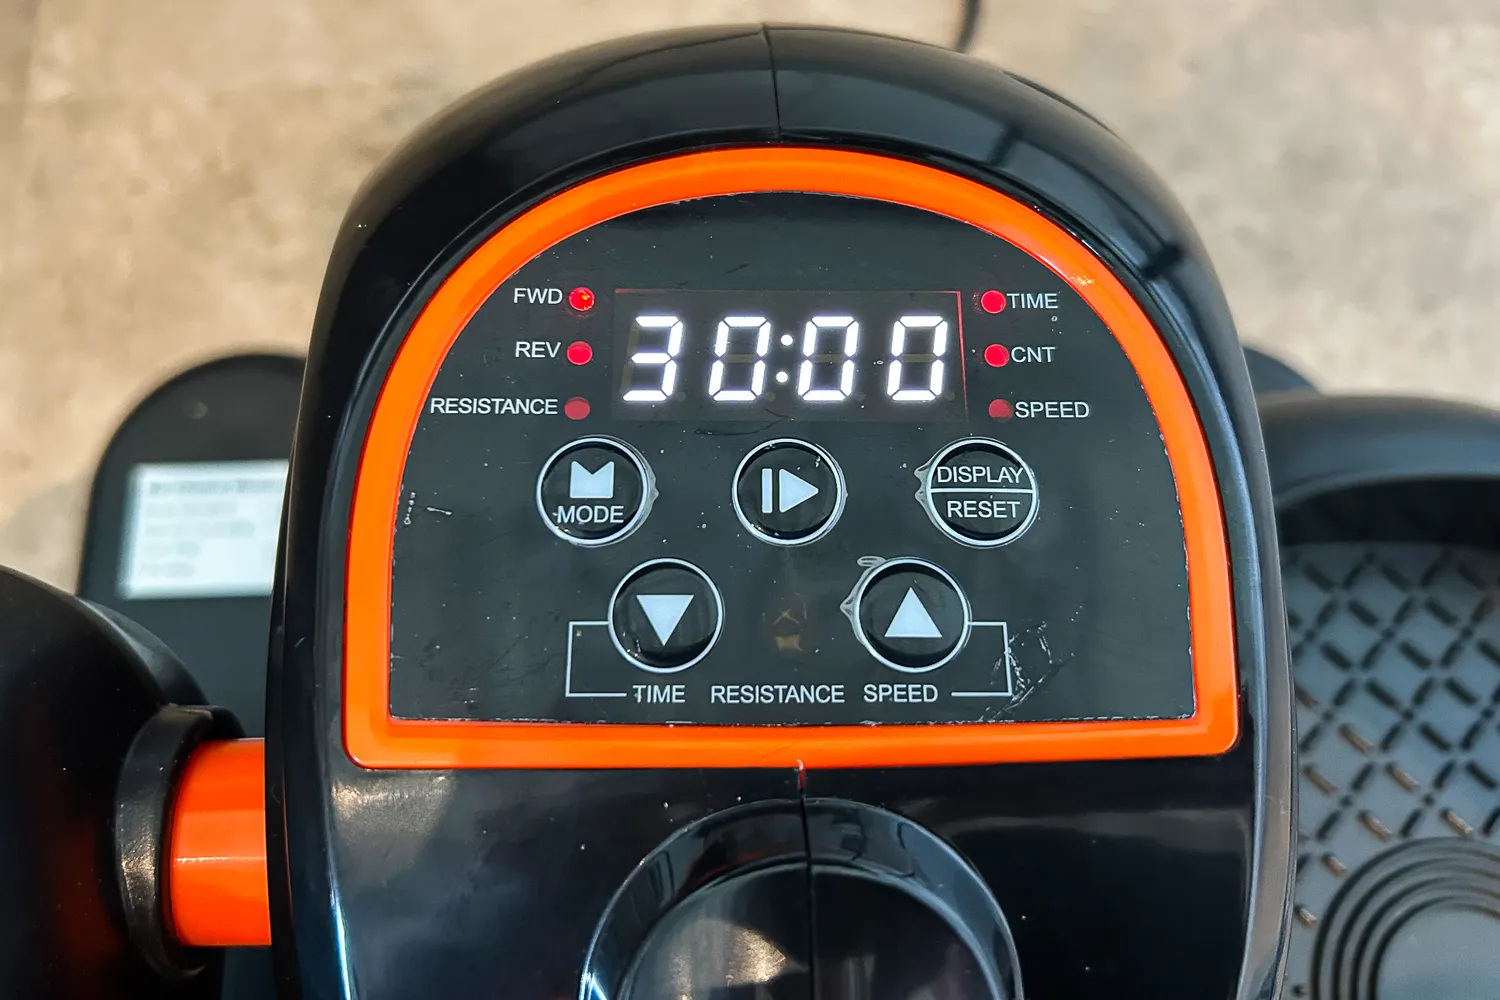 FWD
30:00
TIME
REV
CNT
RESISTANCE
SPEED
MODE
DISPLAY
RESET
TIME RESISTANCE SPEED